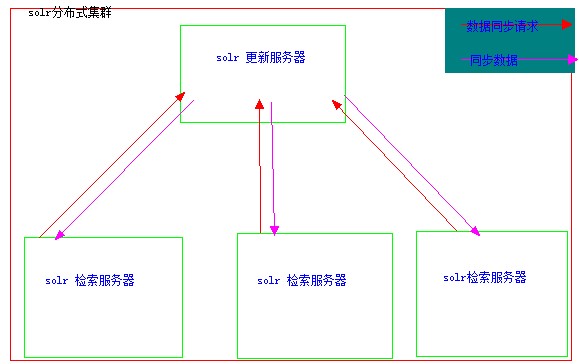 solr分布式集群
数据同步请求
同步数据
solr 更新服务器
solr 检索服务器
solr 检索服务器
solr检索服务器